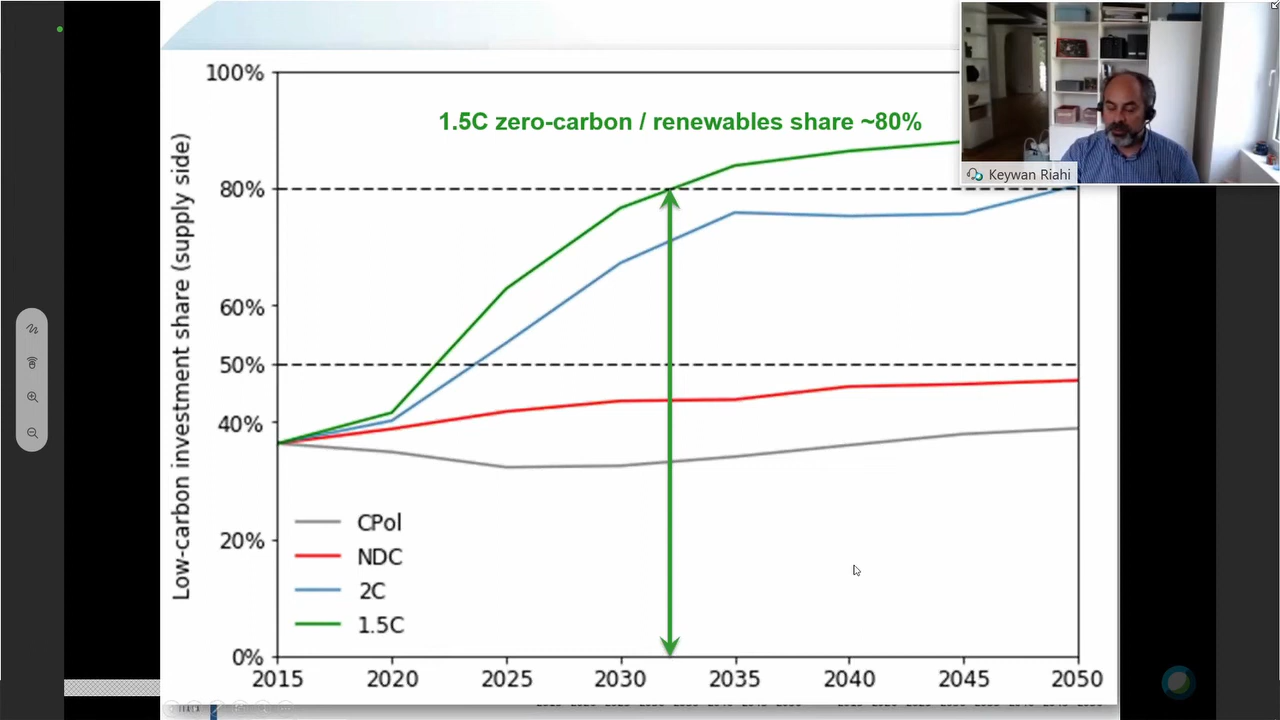 100%
1.5C zero-carbon / renewables share ~80%
80%
60%
50%
40%
20%
0%
Low-carbon investment share (supply side)
CPol
NDC
2C
1.5C
2015 2020 2025 2030 2035 2040 2045 2050
Keywan Riahi